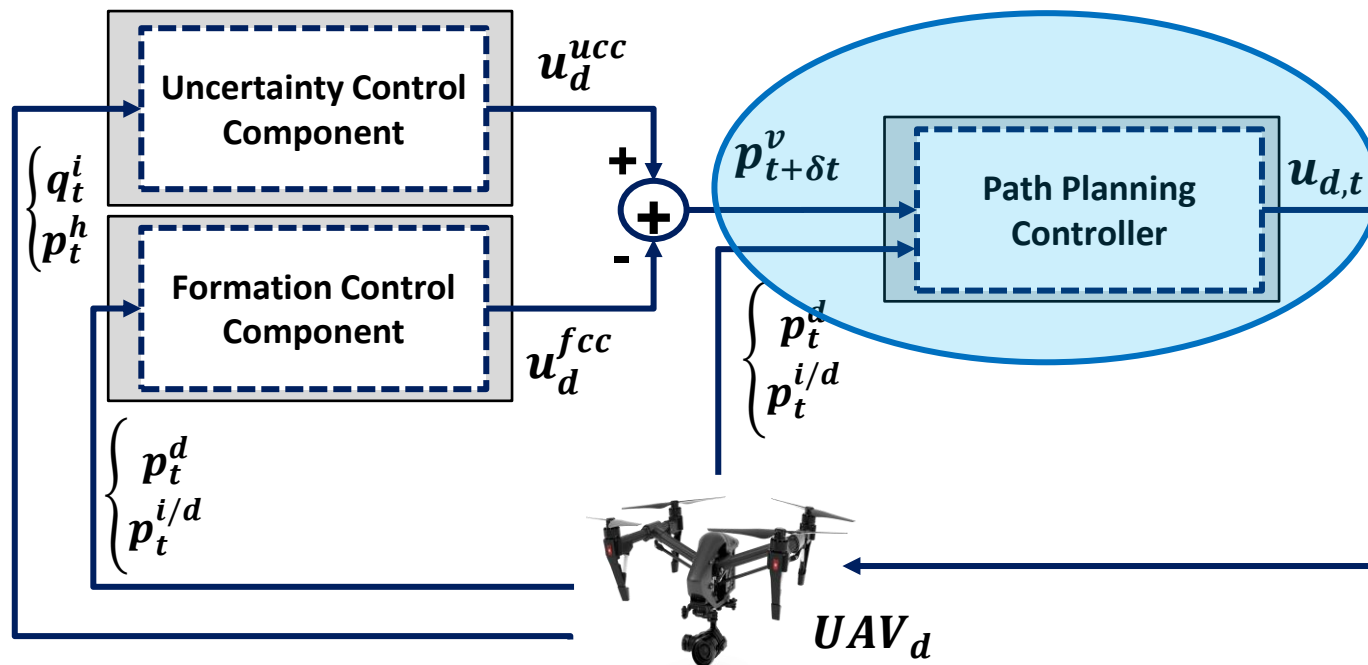 Uncertainty Control
Component
u_d^{ucc}
+
+
-
q_t^i
p_t^h
Formation Control
Component
u_d^{fcc}
p_{t+δt}^v
Path Planning
Controller
u_{d,t}
p_t^d
p_t^{i/d}
p_t^d
p_t^{i/d}
UAV_d